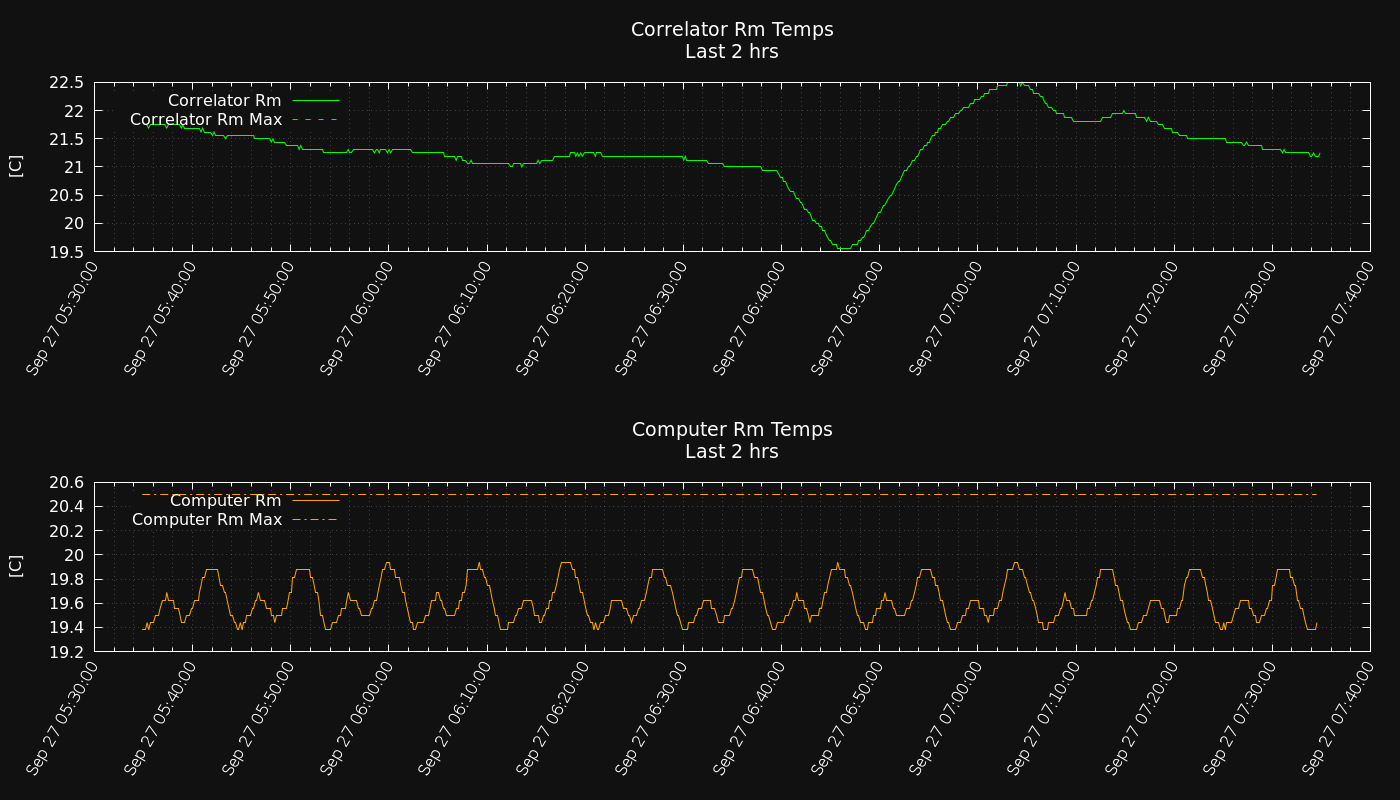 Correlator Rm Temps
Last 2 hrs
22.5
22
21.5
21
20.5
20
19.5
[C]
Correlator Rm
Correlator Rm Max
Sep 27 05:30:00
Sep 27 05:40:00
Sep 27 05:50:00
Sep 27 06:00:00
Sep 27 06:10:00
Sep 27 06:20:00
Sep 27 06:30:00
Sep 27 06:40:00
Sep 27 06:50:00
Sep 27 07:00:00
Sep 27 07:10:00
Sep 27 07:20:00
Sep 27 07:30:00
Sep 27 07:40:00
Computer Rm Temps
Last 2 hrs
20.6
20.4
20.2
20
19.8
19.6
19.4
19.2
[C]
Computer Rm
Computer Rm Max
Sep 27 05:30:00
Sep 27 05:40:00
Sep 27 05:50:00
Sep 27 06:00:00
Sep 27 06:10:00
Sep 27 06:20:00
Sep 27 06:30:00
Sep 27 06:40:00
Sep 27 06:50:00
Sep 27 07:00:00
Sep 27 07:10:00
Sep 27 07:20:00
Sep 27 07:30:00
Sep 27 07:40:00